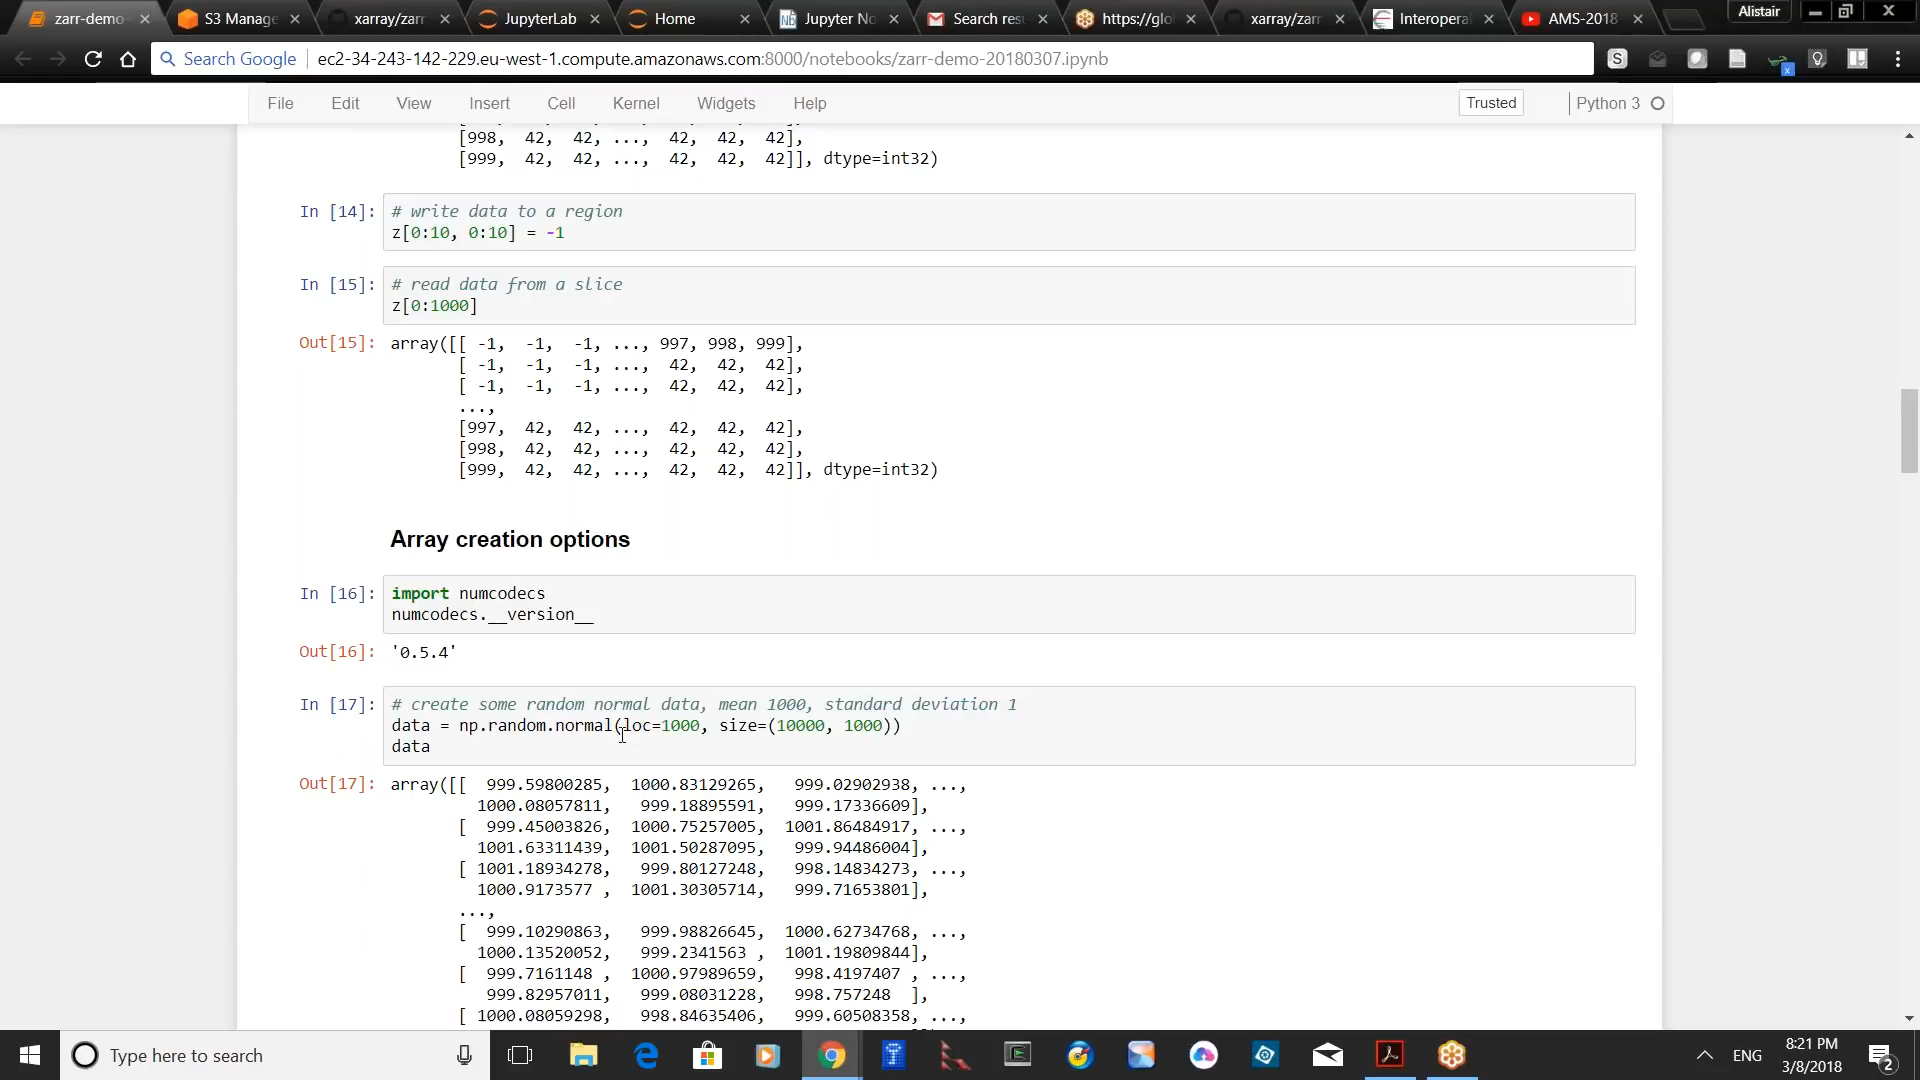 zarr-demo
S3 Manage
xarray/zarr
JupyterLab
Home
Jupyter No
Search resu
https://glo
xarray/zarr
Interopera
AMS-2018
Alistair
Search Google
ec2-34-243-142-229.eu-west-1.compute.amazonaws.com:8000/notebooks/zarr-demo-20180307.ipynb
File Edit View Insert Cell Kernel Widgets Help Trusted Python 3
[998, 42, 42, ..., 42, 42, 42],
[999, 42, 42, ..., 42, 42, 42]], dtype=int32)
In [14]: # write data to a region
z[0:10, 0:10] = -1
In [15]: # read data from a slice
z[0:1000]
Out[15]: array([[ -1, -1, -1, ..., 997, 998, 999],
[ -1, -1, -1, ..., 42, 42, 42],
[ -1, -1, -1, ..., 42, 42, 42],
...,
[997, 42, 42, ..., 42, 42, 42],
[998, 42, 42, ..., 42, 42, 42],
[999, 42, 42, ..., 42, 42, 42]], dtype=int32)
Array creation options
In [16]: import numcodecs
numcodecs.__version__
Out[16]: '0.5.4'
In [17]: # create some random normal data, mean 1000, standard deviation 1
data = np.random.normal(loc=1000, size=(10000, 1000))
data
Out[17]: array([[ 999.59800285, 1000.83129265, 999.02902938, ...,
1000.08057811, 999.18895591, 999.17336609],
[ 999.45003826, 1000.75257005, 1001.86484917, ...,
1001.63311439, 1001.50287095, 999.94486004],
[ 1001.18934278, 999.80127248, 998.14834273, ...,
1000.9173577 , 1001.30305714, 999.71653801],
...,
[ 999.10290863, 999.98826645, 1000.62734768, ...,
1000.13520052, 999.2341563 , 1001.19809844],
[ 999.7161148 , 1000.97989659, 998.4197407 , ...,
999.82957011, 999.08031228, 998.757248 ],
[ 1000.08059298, 998.84635406, 999.60508358, ...,
Type here to search
ENG
8:21 PM
3/8/2018
2